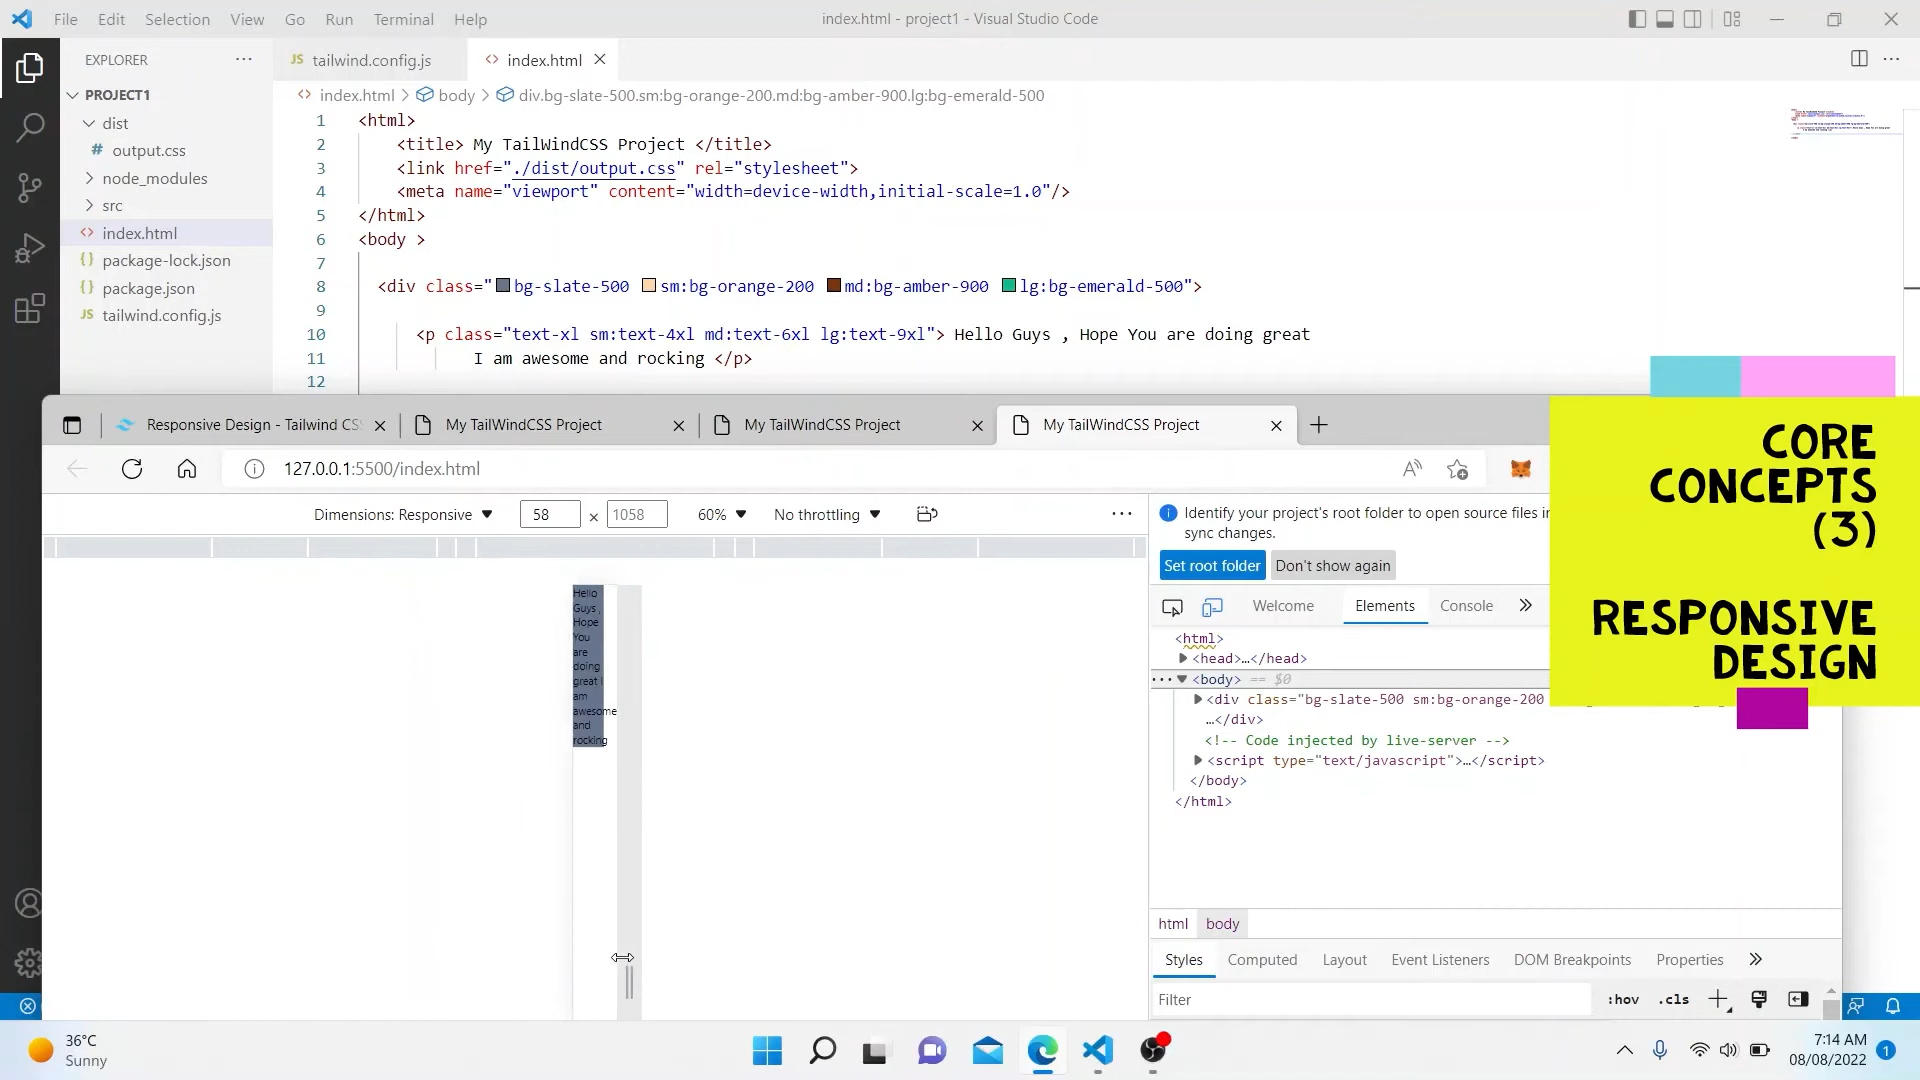 File Edit Selection View Go Run Terminal Help
index.html - project1 - Visual Studio Code
EXPLORER
JS tailwind.config.js
<> index.html
PROJECT1
dist
# output.css
node_modules
src
<> index.html
{} package-lock.json
{} package.json
JS tailwind.config.js
<> index.html > body > div.bg-slate-500.sm:bg-orange-200.md:bg-amber-900.lg:bg-emerald-500
1 <html>
2 <title> My TailWindCSS Project </title>
3 <link href="./dist/output.css" rel="stylesheet">
4 <meta name="viewport" content="width=device-width,initial-scale=1.0"/>
5 </html>
6 <body >
7
8 <div class="bg-slate-500 sm:bg-orange-200 md:bg-amber-900 lg:bg-emerald-500">
9
10 <p class="text-xl sm:text-4xl md:text-6xl lg:text-9xl"> Hello Guys , Hope You are doing great
11 I am awesome and rocking </p>
12
Responsive Design - Tailwind CS
My TailWindCSS Project
My TailWindCSS Project
My TailWindCSS Project
127.0.0.1:5500/index.html
Dimensions: Responsive 58 × 1058 60% No throttling
Hello
Guys ,
Hope
You
are
doing
great I
am
awesome
and
rocking
Identify your project's root folder to open source files in
sync changes.
Set root folder Don't show again
Welcome Elements Console
<html>
<head>…</head>
<body> == $0
<div class="bg-slate-500 sm:bg-orange-200
…</div>
<!-- Code injected by live-server -->
<script type="text/javascript">…</script>
</body>
</html>
html body
Styles Computed Layout Event Listeners DOM Breakpoints Properties
Filter :hov .cls
CORE
CONCEPTS
(3)
RESPONSIVE
DESIGN
36°C
Sunny
7:14 AM
08/08/2022
1